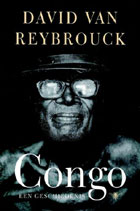 DAVID VAN
REYBROUCK
Congo
EEN GESCHIEDENIS